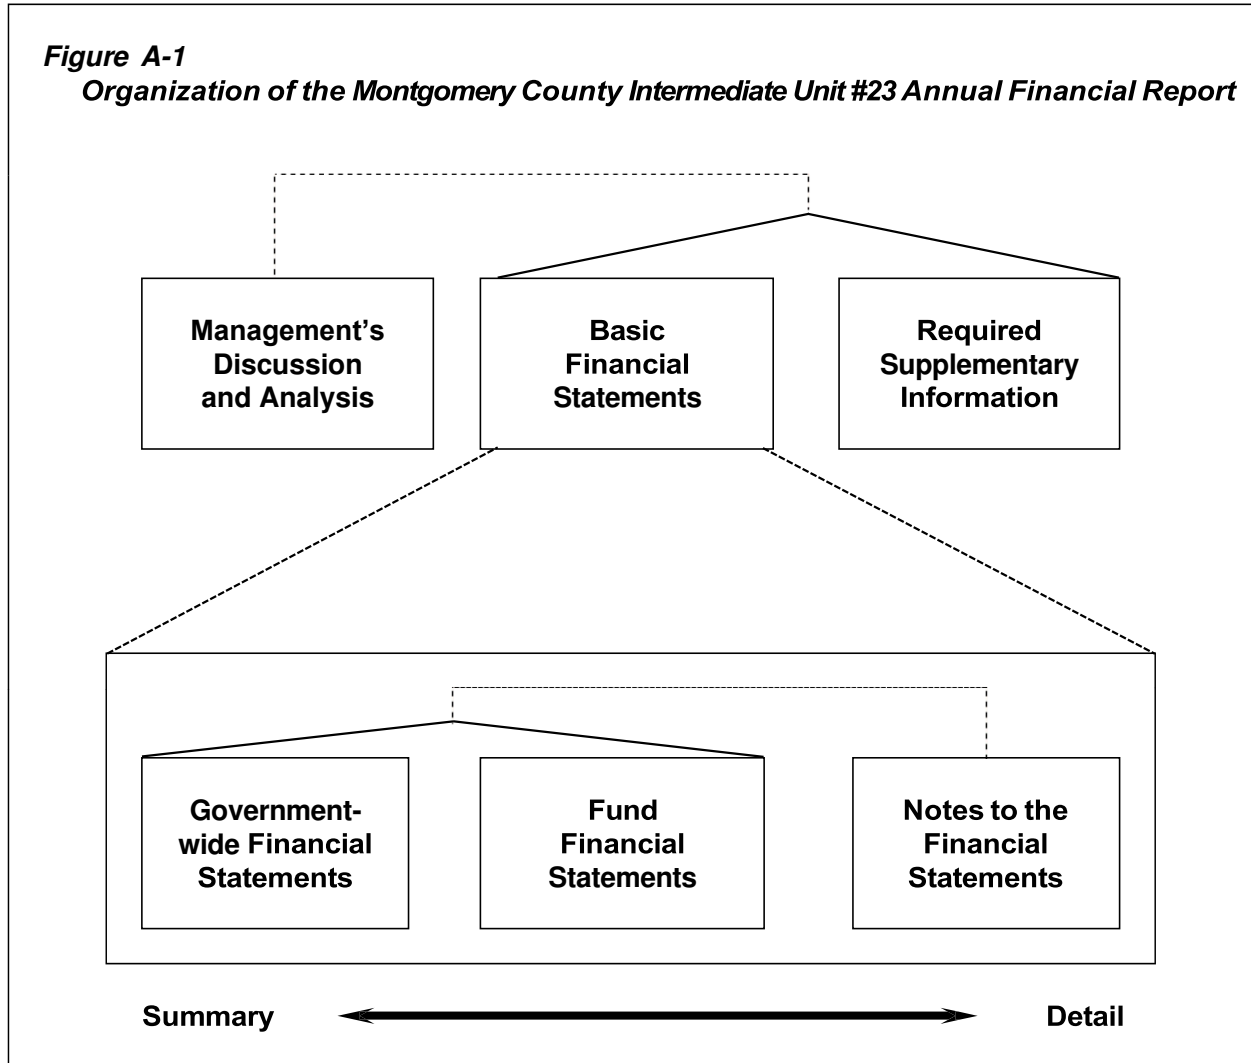 Figure A-1
Organization of the Montgomery County Intermediate Unit #23 Annual Financial Report
Management’s
Discussion
and Analysis
Basic
Financial
Statements
Required
Supplementary
Information
Government-
wide Financial
Statements
Fund
Financial
Statements
Notes to the
Financial
Statements
Summary
Detail